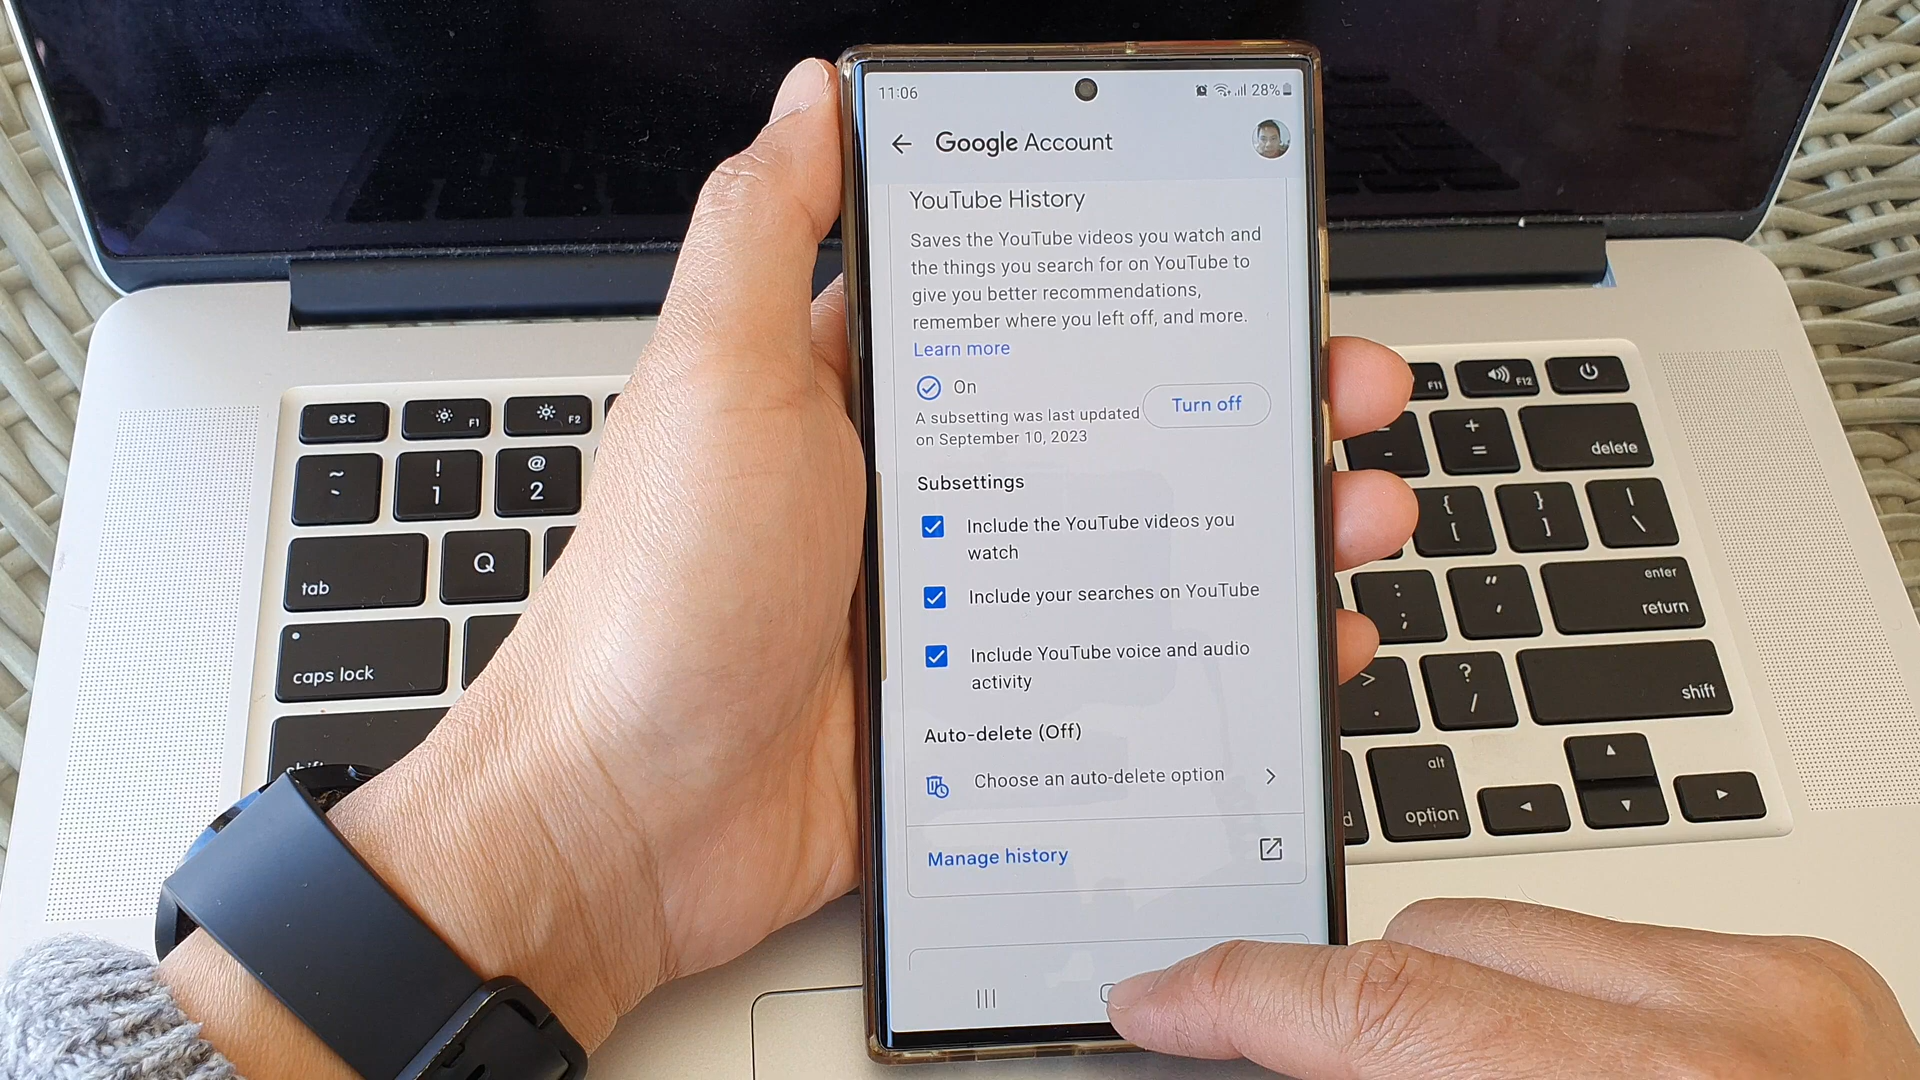 11:06
28%
Google Account
YouTube History
Saves the YouTube videos you watch and
the things you search for on YouTube to
give you better recommendations,
remember where you left off, and more.
Learn more
On
A subsetting was last updated
on September 10, 2023
Turn off
Subsettings
Include the YouTube videos you
watch
Include your searches on YouTube
Include YouTube voice and audio
activity
Auto-delete (Off)
Choose an auto-delete option
Manage history
esc
F1
F2
F11
F12
~
`
!
1
@
2
-
+
=
delete
tab
Q
{
[
}
]
|
\
caps lock
:
;
"
'
enter
return
>
.
?
/
shift
shift
d
alt
option